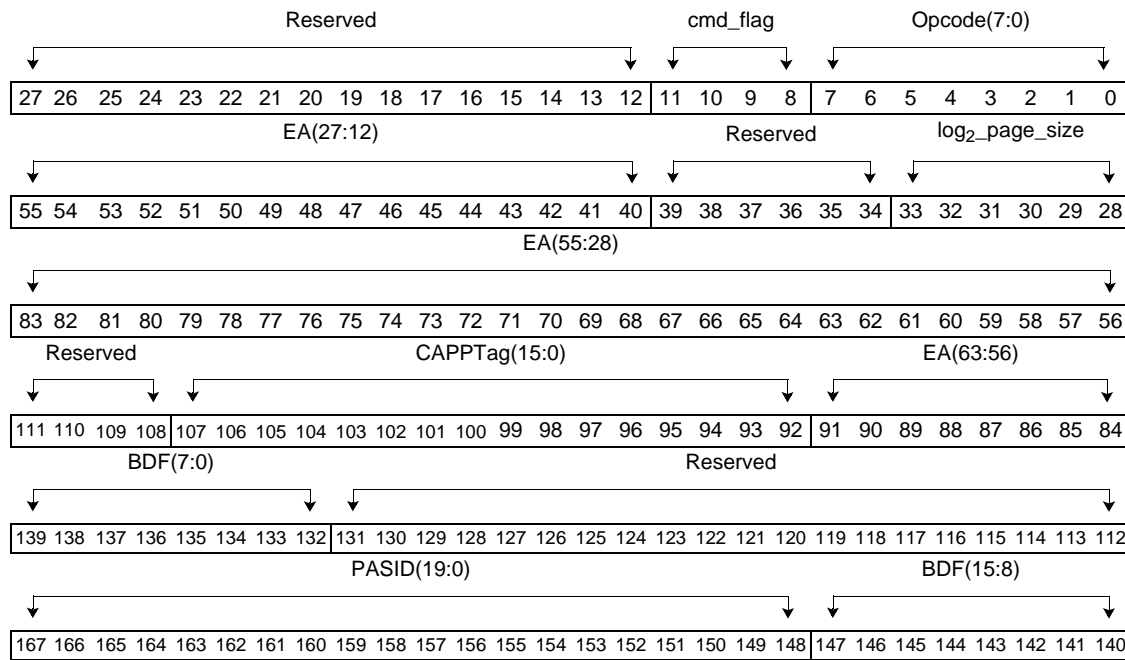 Reserved cmd_flag Opcode(7:0)
27 26 25 24 23 22 21 20 19 18 17 16 15 14 13 12 11 10 9 8 7 6 5 4 3 2 1 0
EA(27:12) Reserved log₂_page_size
55 54 53 52 51 50 49 48 47 46 45 44 43 42 41 40 39 38 37 36 35 34 33 32 31 30 29 28
EA(55:28)
83 82 81 80 79 78 77 76 75 74 73 72 71 70 69 68 67 66 65 64 63 62 61 60 59 58 57 56
Reserved CAPPTag(15:0) EA(63:56)
111 110 109 108 107 106 105 104 103 102 101 100 99 98 97 96 95 94 93 92 91 90 89 88 87 86 85 84
BDF(7:0) Reserved
139 138 137 136 135 134 133 132 131 130 129 128 127 126 125 124 123 122 121 120 119 118 117 116 115 114 113 112
PASID(19:0) BDF(15:8)
167 166 165 164 163 162 161 160 159 158 157 156 155 154 153 152 151 150 149 148 147 146 145 144 143 142 141 140